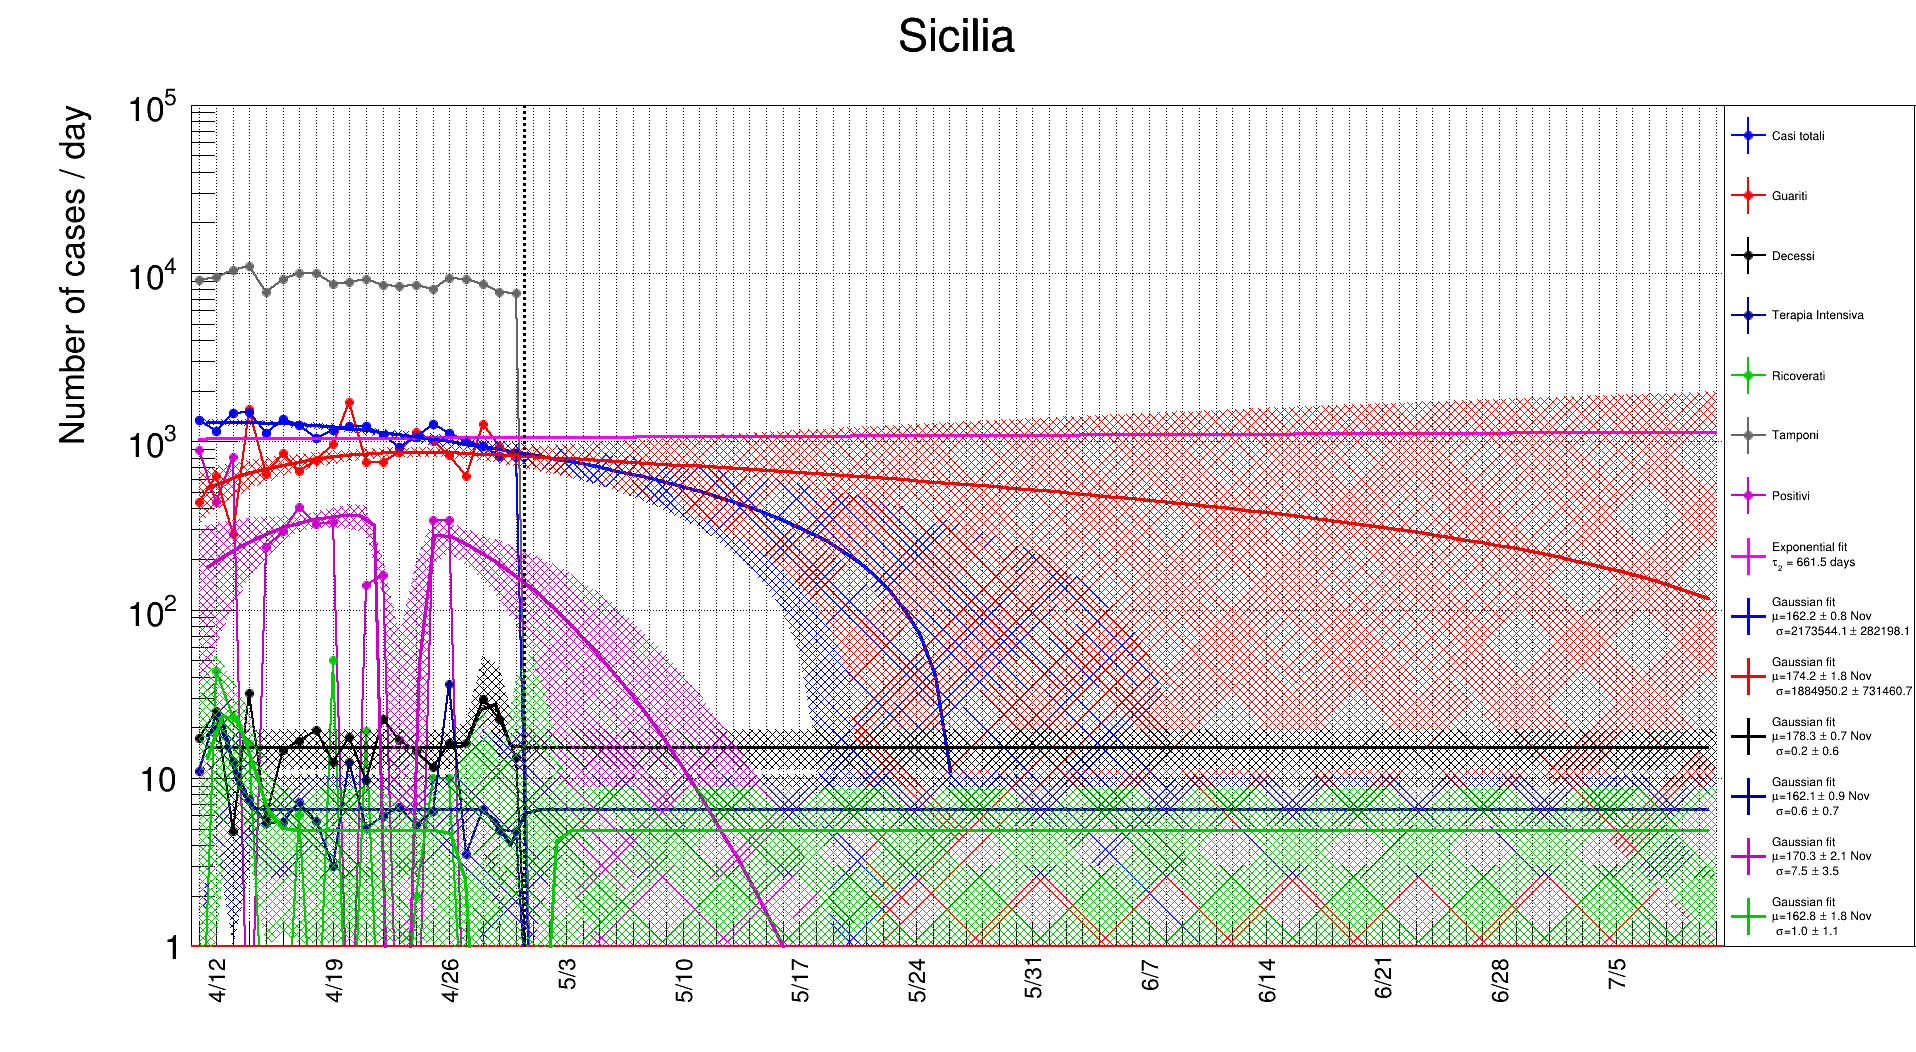 Sicilia
Number of cases / day
10^5
10^4
10^3
10^2
10
1
4/12
4/19
4/26
5/3
5/10
5/17
5/24
5/31
6/7
6/14
6/21
6/28
7/5
Casi totali
Guariti
Decessi
Terapia Intensiva
Ricoverati
Tamponi
Positivi
Exponential fit
τ_2 = 661.5 days
Gaussian fit
μ=162.2 ± 0.8 Nov
σ=2173544.1 ± 282198.1
Gaussian fit
μ=174.2 ± 1.8 Nov
σ=1884950.2 ± 731460.7
Gaussian fit
μ=178.3 ± 0.7 Nov
σ=0.2 ± 0.6
Gaussian fit
μ=162.1 ± 0.9 Nov
σ=0.6 ± 0.7
Gaussian fit
μ=170.3 ± 2.1 Nov
σ=7.5 ± 3.5
Gaussian fit
μ=162.8 ± 1.8 Nov
σ=1.0 ± 1.1